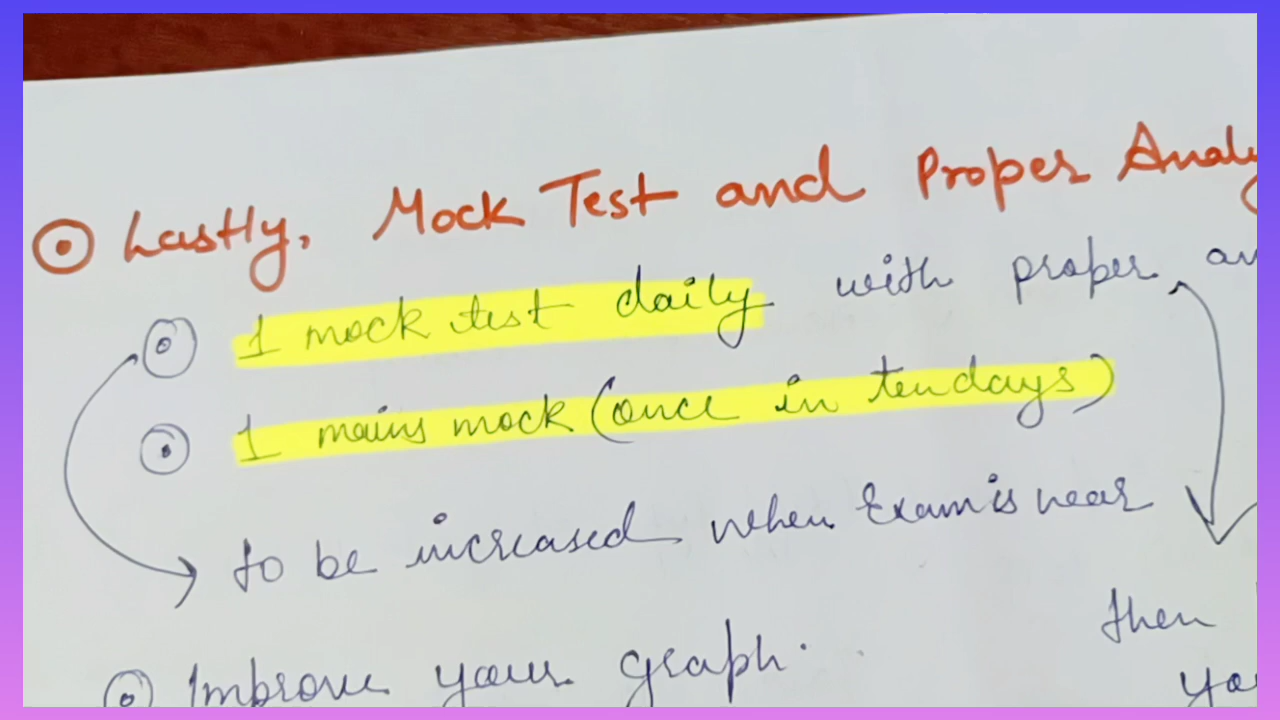 Lastly, Mock Test and Proper Analy
1 mock test daily with proper an
1 mains mock (once in ten days)
to be increased when Exam is near
then
Improve your graph.
yo